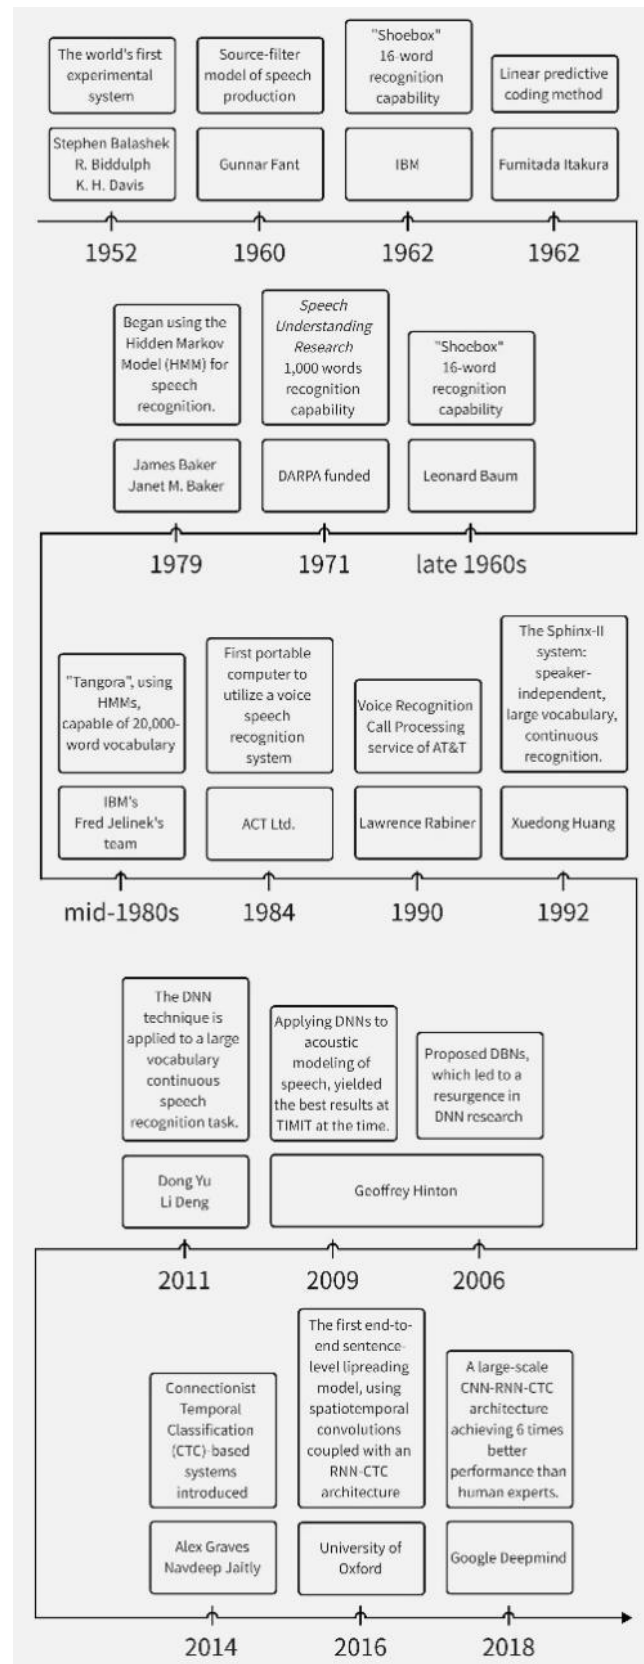 The world's first
experimental
system
Stephen Balashek
R. Biddulph
K. H. Davis
1952
Source-filter
model of speech
production
Gunnar Fant
1960
"Shoebox"
16-word
recognition
capability
IBM
1962
Linear predictive
coding method
Fumitada Itakura
1962
"Shoebox"
16-word
recognition
capability
Leonard Baum
late 1960s
Speech
Understanding
Research
1,000 words
recognition
capability
DARPA funded
1971
Began using the
Hidden Markov
Model (HMM) for
speech
recognition.
James Baker
Janet M. Baker
1979
"Tangora", using
HMMs,
capable of 20,000-
word vocabulary
IBM's
Fred Jelinek's
team
mid-1980s
First portable
computer to
utilize a voice
speech
recognition
system
ACT Ltd.
1984
Voice Recognition
Call Processing
service of AT&T
Lawrence Rabiner
1990
The Sphinx-II
system:
speaker-
independent,
large vocabulary,
continuous
recognition.
Xuedong Huang
1992
Proposed DBNs,
which led to a
resurgence in
DNN research
2006
Applying DNNs to
acoustic
modeling of
speech, yielded
the best results at
TIMIT at the time.
Geoffrey Hinton
2009
The DNN
technique is
applied to a large
vocabulary
continuous
speech
recognition task.
Dong Yu
Li Deng
2011
Connectionist
Temporal
Classification
(CTC)-based
systems
introduced
Alex Graves
Navdeep Jaitly
2014
The first end-to-
end sentence-
level lipreading
model, using
spatiotemporal
convolutions
coupled with an
RNN-CTC
architecture
University of
Oxford
2016
A large-scale
CNN-RNN-CTC
architecture
achieving 6 times
better
performance than
human experts.
Google Deepmind
2018